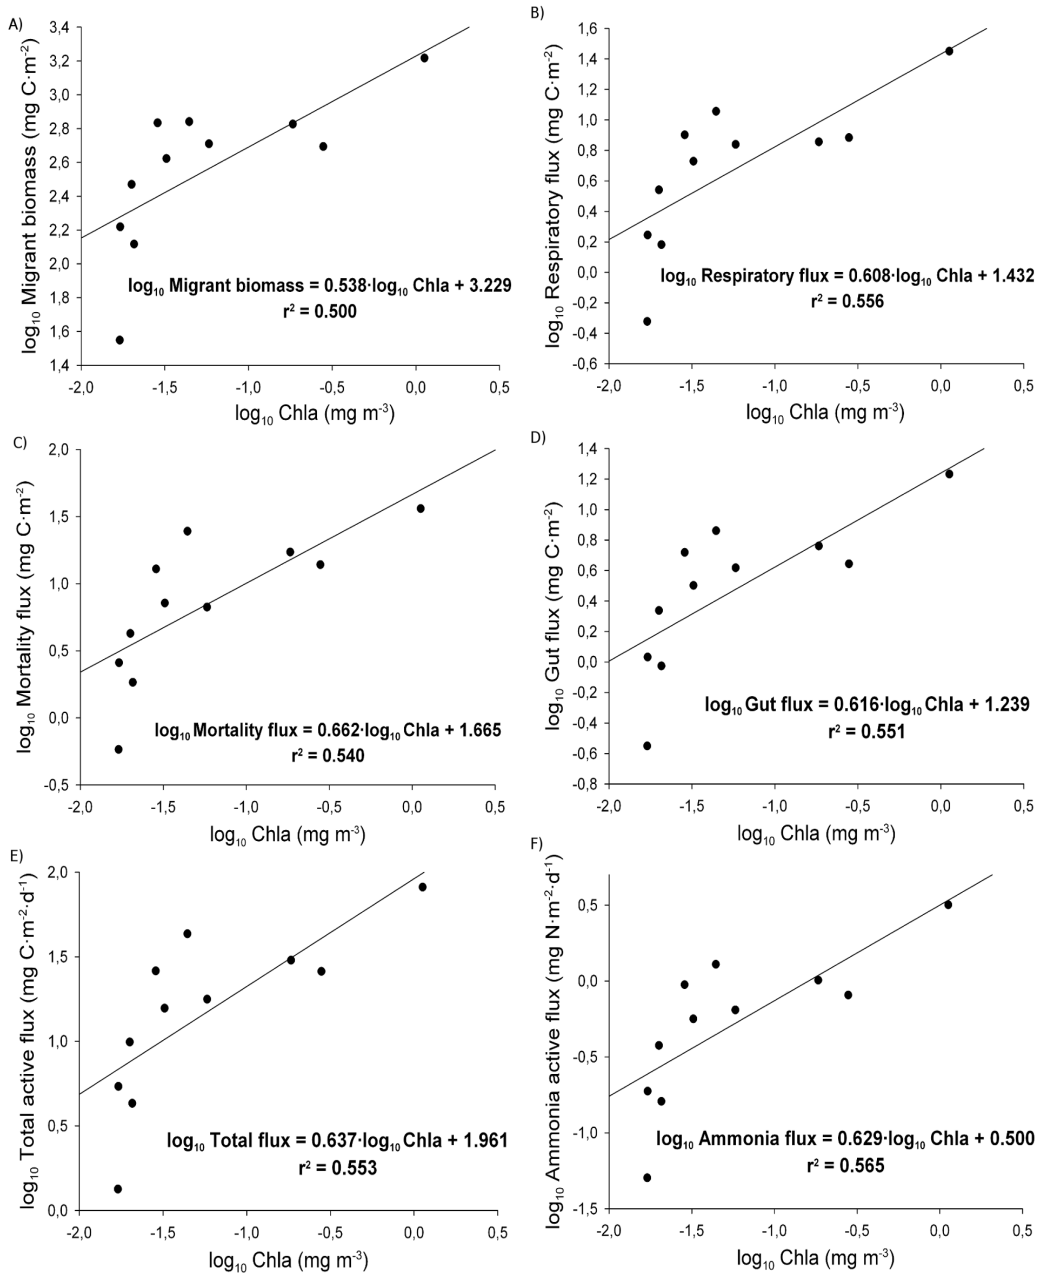 A)
log10 Migrant biomass (mg C·m-2)
3,4
3,2
3,0
2,8
2,6
2,4
2,2
2,0
1,8
1,6
1,4
log10 Migrant biomass = 0.538·log10 Chla + 3.229
r2 = 0.500
-2,0 -1,5 -1,0 -0,5 0,0 0,5
log10 Chla (mg m-3)
B)
log10 Respiratory flux (mg C·m-2)
1,6
1,4
1,2
1,0
0,8
0,6
0,4
0,2
0,0
-0,2
-0,4
-0,6
log10 Respiratory flux = 0.608·log10 Chla + 1.432
r2 = 0.556
-2,0 -1,5 -1,0 -0,5 0,0 0,5
log10 Chla (mg m-3)
C)
log10 Mortality flux (mg C·m-2)
2,0
1,5
1,0
0,5
0,0
-0,5
log10 Mortality flux = 0.662·log10 Chla + 1.665
r2 = 0.540
-2,0 -1,5 -1,0 -0,5 0,0 0,5
log10 Chla (mg m-3)
D)
log10 Gut flux (mg C·m-2)
1,4
1,2
1,0
0,8
0,6
0,4
0,2
0,0
-0,2
-0,4
-0,6
-0,8
log10 Gut flux = 0.616·log10 Chla + 1.239
r2 = 0.551
-2,0 -1,5 -1,0 -0,5 0,0 0,5
log10 Chla (mg m-3)
E)
log10 Total active flux (mg C·m-2·d-1)
2,0
1,5
1,0
0,5
0,0
log10 Total flux = 0.637·log10 Chla + 1.961
r2 = 0.553
-2,0 -1,5 -1,0 -0,5 0,0 0,5
log10 Chla (mg m-3)
F)
log10 Ammonia active flux (mg N·m-2·d-1)
0,5
0,0
-0,5
-1,0
-1,5
log10 Ammonia flux = 0.629·log10 Chla + 0.500
r2 = 0.565
-2,0 -1,5 -1,0 -0,5 0,0 0,5
log10 Chla (mg m-3)